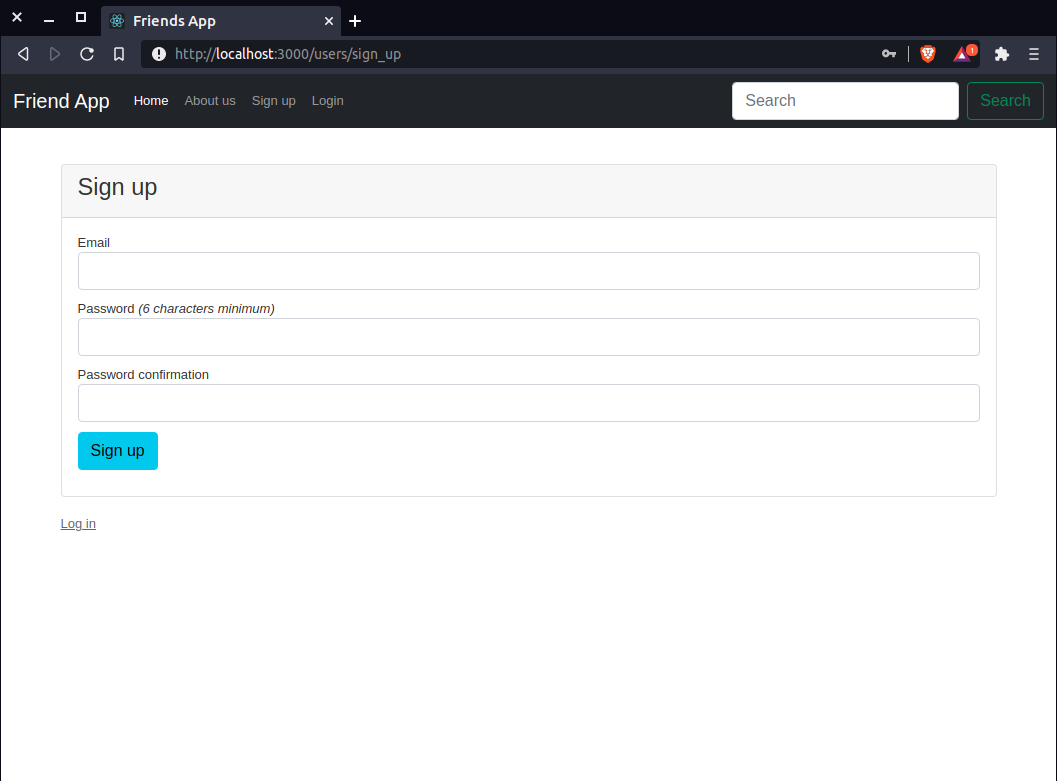 Friends App
http://localhost:3000/users/sign_up
1
Friend App Home About us Sign up Login Search Search
Sign up
Email
Password (6 characters minimum)
Password confirmation
Sign up
Log in